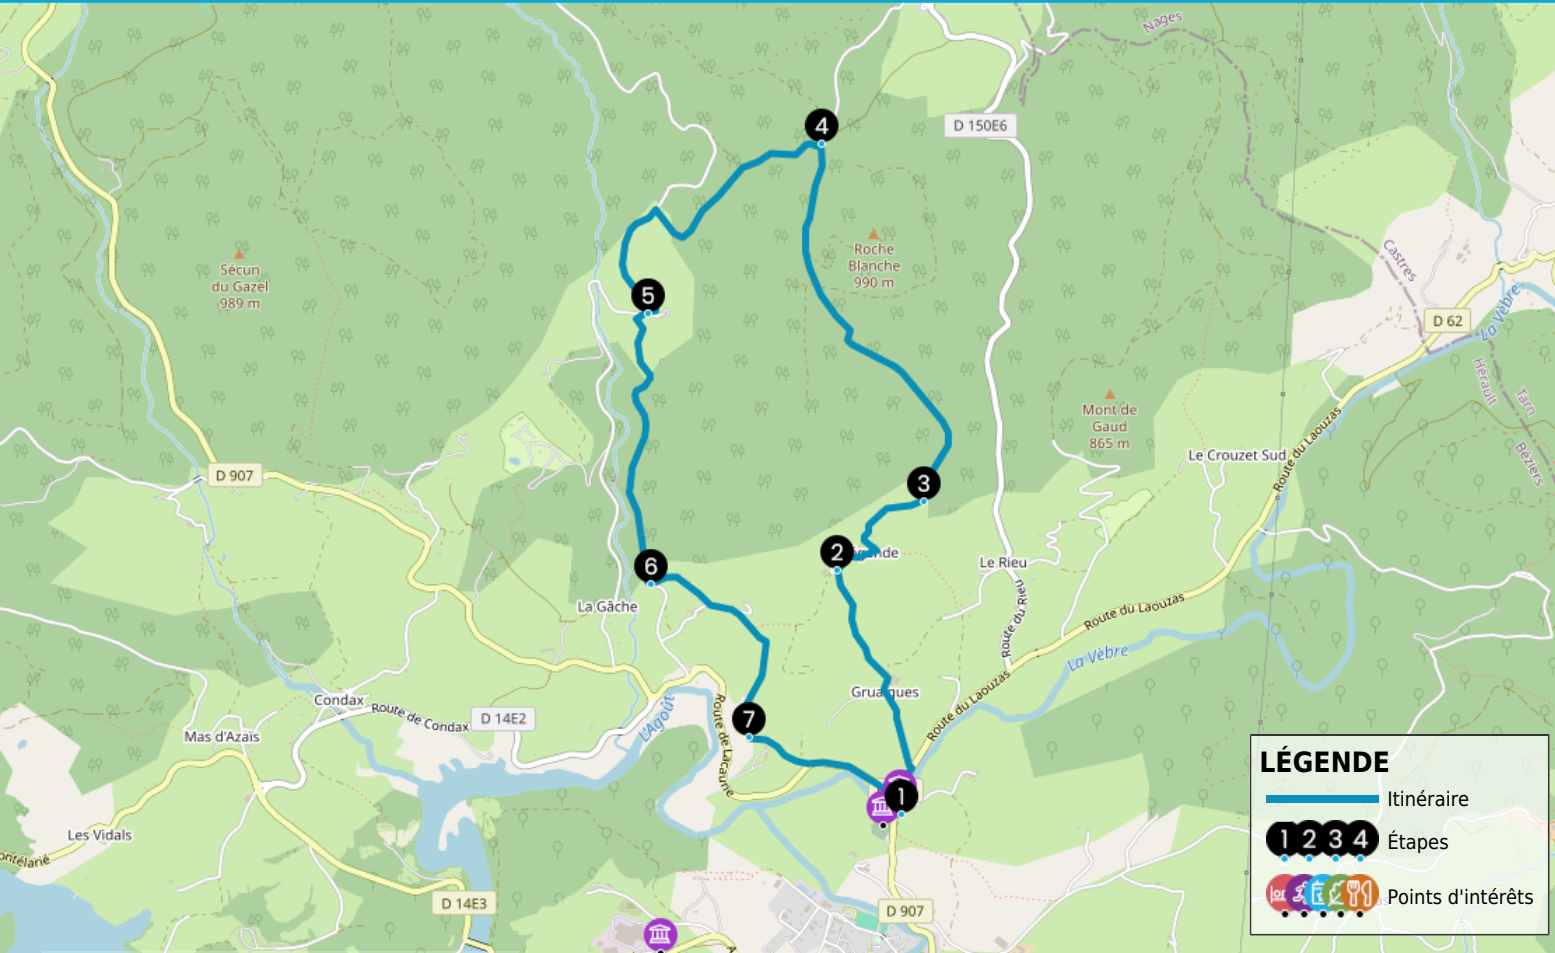 Nages
4
D 150E6
Roche
Blanche
990 m
Castres
Sécun
du Gazel
989 m
La Vèbre
5
D 62
Hérault
Tarn
Mont de
Gaud
865 m
Route du Laouzas
Béziers
Le Crouzet Sud
D 907
3
2
Le Rieu
6
La Gâche
Route du Rieu
Route du Laouzas
La Vèbre
Route du Laouzas
Condax
Route de Condax
D 14E2
L'Agoût
Route de Lacaune
7
Mas d'Azaïs
1
Les Vidals
D 14E3
D 907
LÉGENDE
Itinéraire
1 2 3 4
Étapes
Points d'intérêts